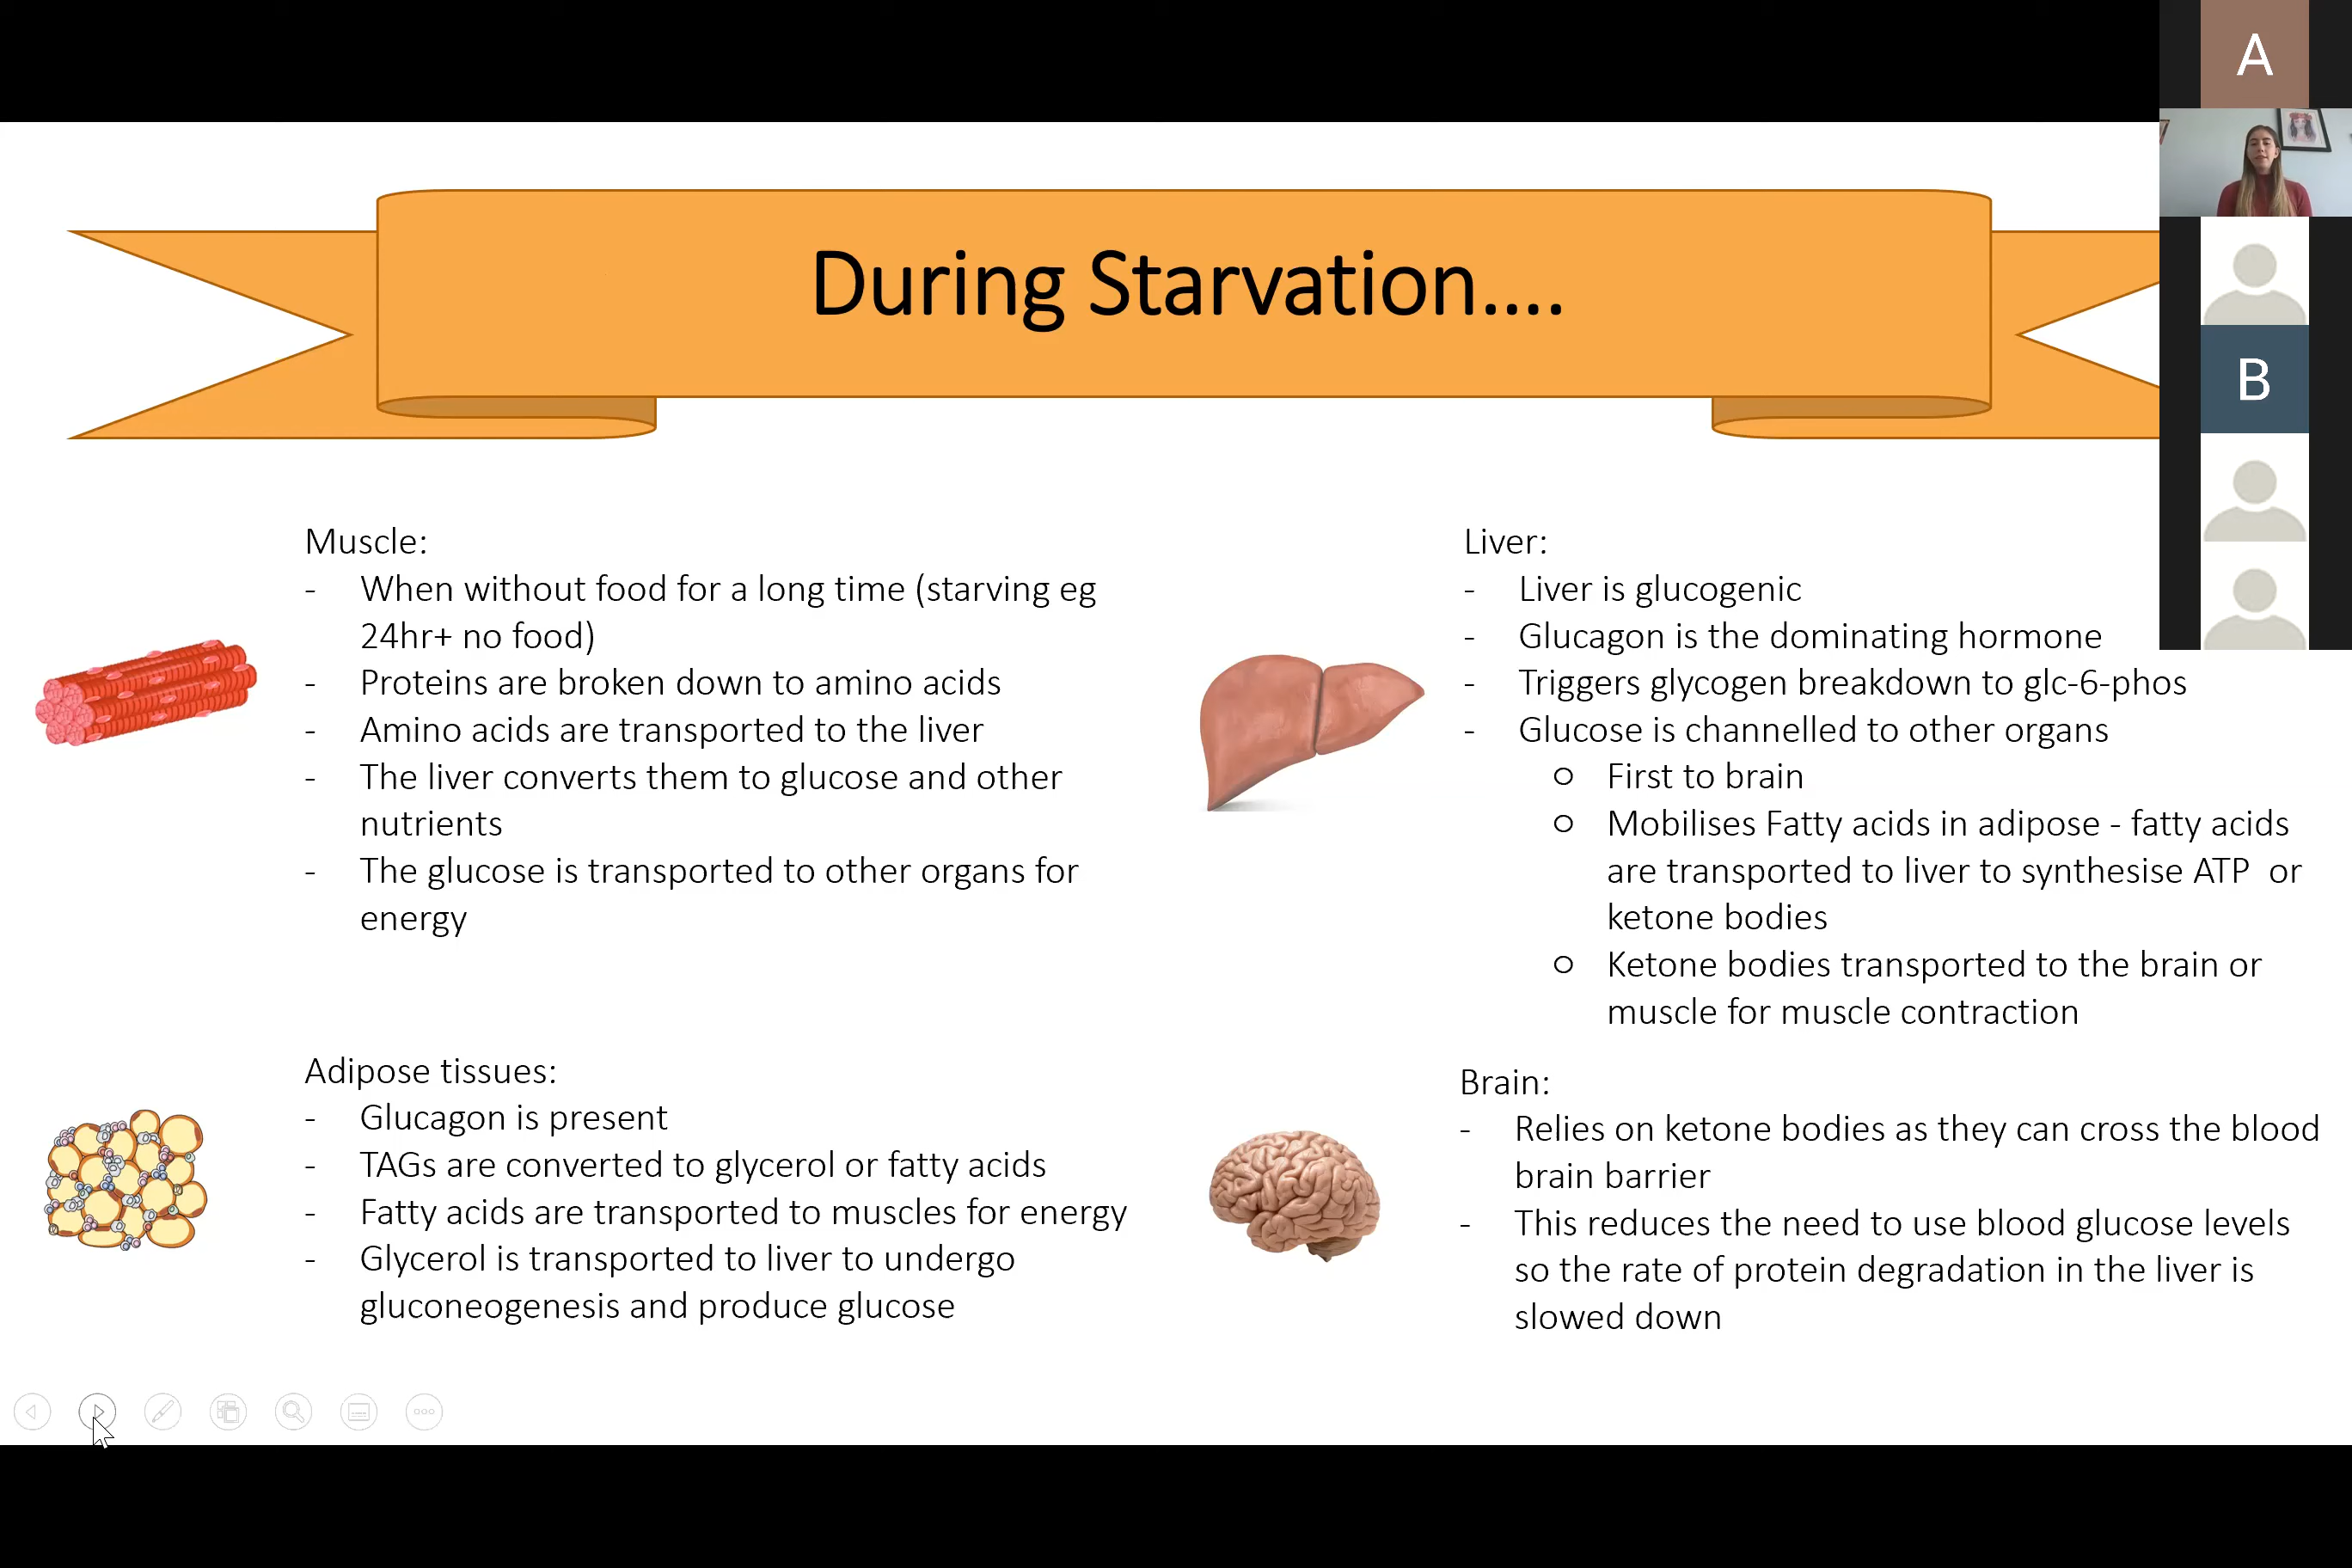 A
During Starvation....
B
Muscle:
- When without food for a long time (starving eg
24hr+ no food)
- Proteins are broken down to amino acids
- Amino acids are transported to the liver
- The liver converts them to glucose and other
nutrients
- The glucose is transported to other organs for
energy
Liver:
- Liver is glucogenic
- Glucagon is the dominating hormone
- Triggers glycogen breakdown to glc-6-phos
- Glucose is channelled to other organs
o First to brain
o Mobilises Fatty acids in adipose - fatty acids
are transported to liver to synthesise ATP or
ketone bodies
o Ketone bodies transported to the brain or
muscle for muscle contraction
Adipose tissues:
- Glucagon is present
- TAGs are converted to glycerol or fatty acids
- Fatty acids are transported to muscles for energy
- Glycerol is transported to liver to undergo
gluconeogenesis and produce glucose
Brain:
- Relies on ketone bodies as they can cross the blood
brain barrier
- This reduces the need to use blood glucose levels
so the rate of protein degradation in the liver is
slowed down